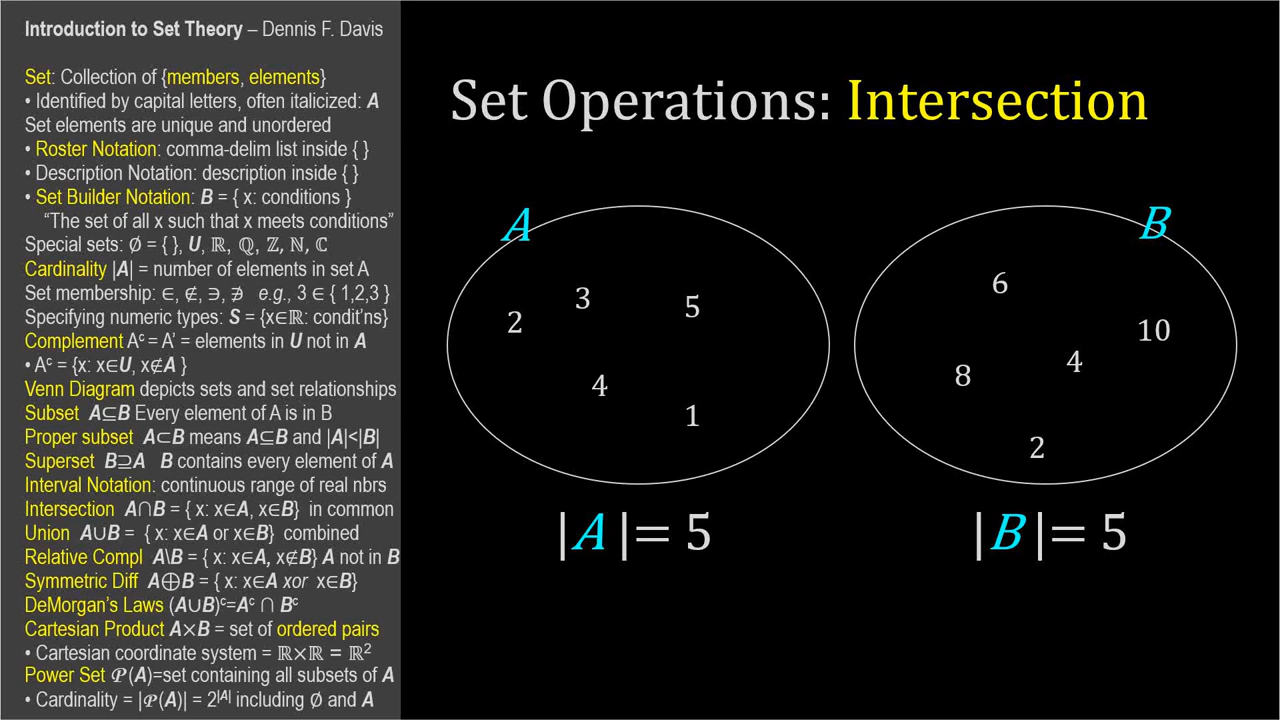 Introduction to Set Theory – Dennis F. Davis
Set: Collection of {members, elements}
• Identified by capital letters, often italicized: A
Set elements are unique and unordered
• Roster Notation: comma-delim list inside { }
• Description Notation: description inside { }
• Set Builder Notation: B = { x: conditions }
“The set of all x such that x meets conditions”
Special sets: ∅ = { }, U, ℝ, ℚ, ℤ, ℕ, ℂ
Cardinality |A| = number of elements in set A
Set membership: ∈, ∉, ∋, ∌ e.g., 3 ∈ { 1,2,3 }
Specifying numeric types: S = {x∈ℝ: condit’ns}
Complement Aᶜ = A’ = elements in U not in A
• Aᶜ = {x: x∈U, x∉A }
Venn Diagram depicts sets and set relationships
Subset A⊆B Every element of A is in B
Proper subset A⊂B means A⊆B and |A|<|B|
Superset B⊇A B contains every element of A
Interval Notation: continuous range of real nbrs
Intersection A∩B = { x: x∈A, x∈B} in common
Union A∪B = { x: x∈A or x∈B} combined
Relative Compl A\B = { x: x∈A, x∉B} A not in B
Symmetric Diff A⊕B = { x: x∈A xor x∈B}
DeMorgan’s Laws (A∪B)ᶜ=Aᶜ ∩ Bᶜ
Cartesian Product A×B = set of ordered pairs
• Cartesian coordinate system = ℝ×ℝ = ℝ²
Power Set 𝒫(A)=set containing all subsets of A
• Cardinality = |𝒫(A)| = 2^|A| including ∅ and A
Set Operations: Intersection
A
2 3 5
4 1
|A|= 5
B
6
10
8 4
2
|B|= 5